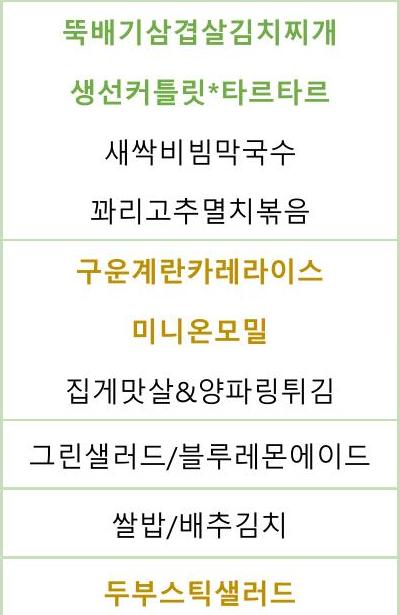 뚝배기삼겹살김치찌개
생선커틀릿*타르타르
새싹비빔막국수
꽈리고추멸치볶음
구운계란카레라이스
미니온모밀
집게맛살&양파링튀김
그린샐러드/블루레몬에이드
쌀밥/배추김치
두부스틱샐러드